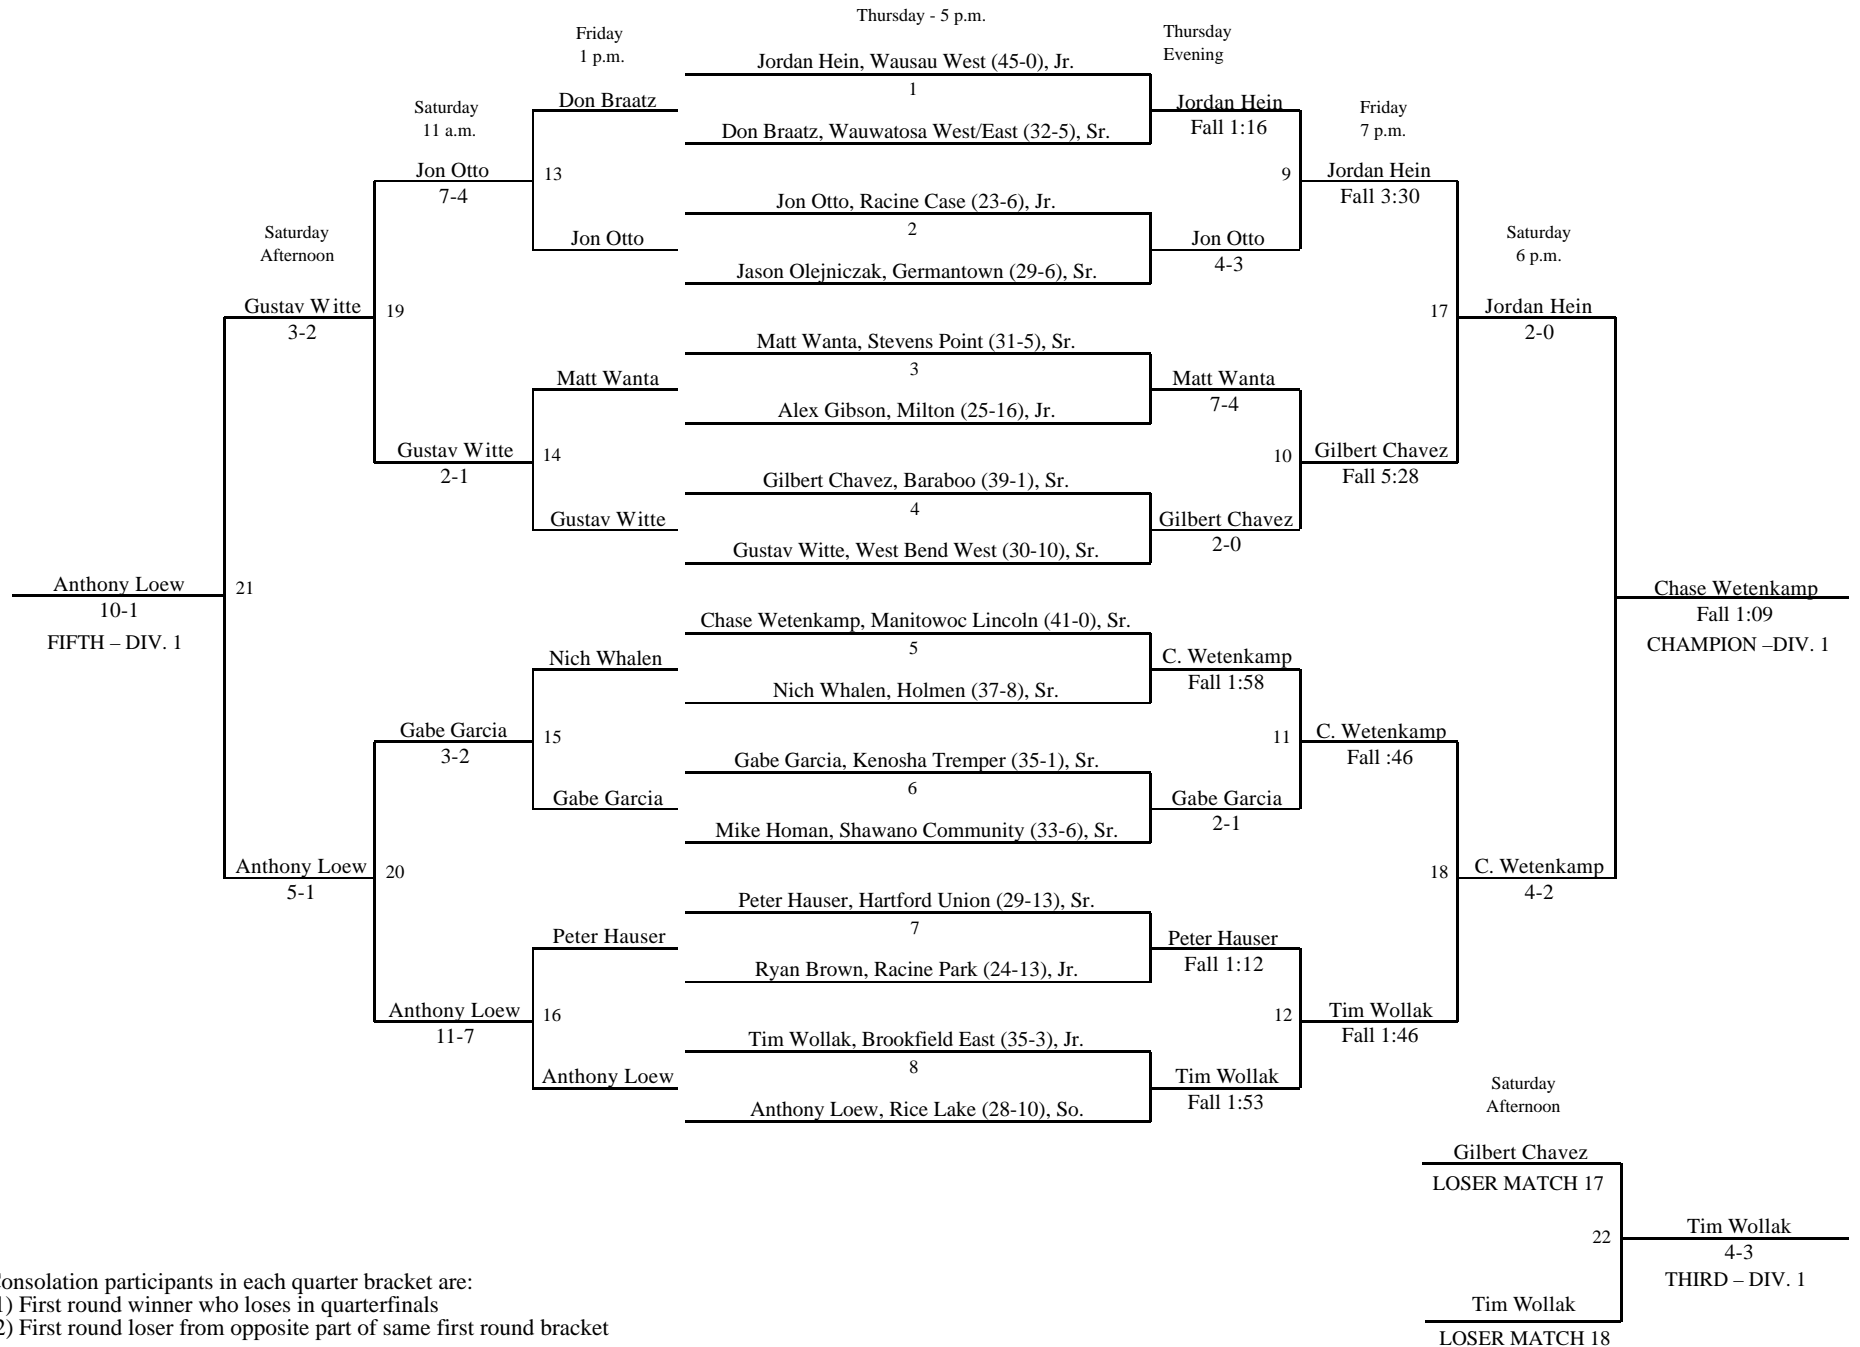 Thursday - 5 p.m.
Friday
1 p.m.
Thursday
Evening
Saturday
11 a.m.
Friday
7 p.m.
Saturday
Afternoon
Saturday
6 p.m.
Jordan Hein, Wausau West (45-0), Jr.
1
Don Braatz, Wauwatosa West/East (32-5), Sr.
Jon Otto, Racine Case (23-6), Jr.
2
Jason Olejniczak, Germantown (29-6), Sr.
Matt Wanta, Stevens Point (31-5), Sr.
3
Alex Gibson, Milton (25-16), Jr.
Gilbert Chavez, Baraboo (39-1), Sr.
4
Gustav Witte, West Bend West (30-10), Sr.
Chase Wetenkamp, Manitowoc Lincoln (41-0), Sr.
5
Nich Whalen, Holmen (37-8), Sr.
Gabe Garcia, Kenosha Tremper (35-1), Sr.
6
Mike Homan, Shawano Community (33-6), Sr.
Peter Hauser, Hartford Union (29-13), Sr.
7
Ryan Brown, Racine Park (24-13), Jr.
Tim Wollak, Brookfield East (35-3), Jr.
8
Anthony Loew, Rice Lake (28-10), So.
Jordan Hein
Fall 1:16
9
Jon Otto
4-3
Matt Wanta
7-4
10
Gilbert Chavez
2-0
C. Wetenkamp
Fall 1:58
11
Gabe Garcia
2-1
Peter Hauser
Fall 1:12
12
Tim Wollak
Fall 1:53
Jordan Hein
Fall 3:30
17
Gilbert Chavez
Fall 5:28
C. Wetenkamp
Fall :46
18
Tim Wollak
Fall 1:46
Jordan Hein
2-0
C. Wetenkamp
4-2
Chase Wetenkamp
Fall 1:09
CHAMPION –DIV. 1
Don Braatz
13
Jon Otto
Matt Wanta
14
Gustav Witte
Nich Whalen
15
Gabe Garcia
Peter Hauser
16
Anthony Loew
Jon Otto
7-4
19
Gustav Witte
2-1
Gabe Garcia
3-2
20
Anthony Loew
11-7
Gustav Witte
3-2
21
Anthony Loew
5-1
Anthony Loew
10-1
FIFTH – DIV. 1
Saturday
Afternoon
Gilbert Chavez
LOSER MATCH 17
22
Tim Wollak
LOSER MATCH 18
Tim Wollak
4-3
THIRD – DIV. 1
onsolation participants in each quarter bracket are:
) First round winner who loses in quarterfinals
2) First round loser from opposite part of same first round bracket